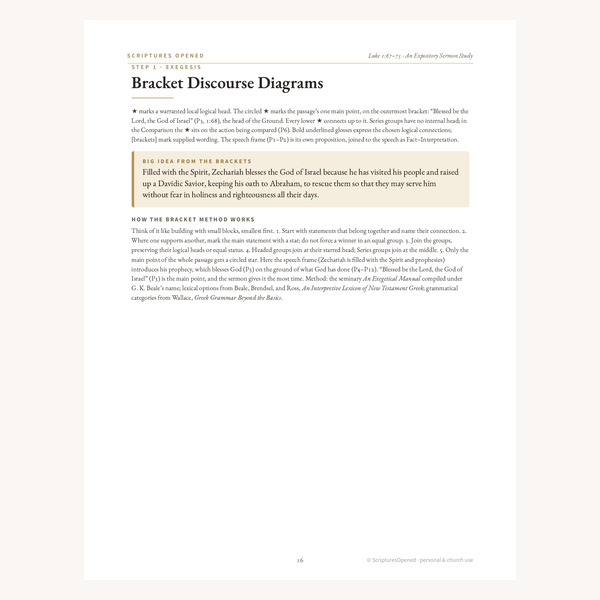 SCRIPTURES OPENED
Luke 1:67–75 · An Expository Sermon Study
STEP 1 · EXEGESIS
Bracket Discourse Diagrams
★ marks a warranted local logical head. The circled ★ marks the passage's one main point, on the outermost bracket: “Blessed be the
Lord, the God of Israel” (P3, 1:68), the head of the Ground. Every lower ★ connects up to it. Series groups have no internal head; in
the Comparison the ★ sits on the action being compared (P6). Bold underlined glosses express the chosen logical connections;
[brackets] mark supplied wording. The speech frame (P1–P2) is its own proposition, joined to the speech as Fact–Interpretation.
BIG IDEA FROM THE BRACKETS
Filled with the Spirit, Zechariah blesses the God of Israel because he has visited his people and raised
up a Davidic Savior, keeping his oath to Abraham, to rescue them so that they may serve him
without fear in holiness and righteousness all their days.
HOW THE BRACKET METHOD WORKS
Think of it like building with small blocks, smallest first. 1. Start with statements that belong together and name their connection. 2.
Where one supports another, mark the main statement with a star; do not force a winner in an equal group. 3. Join the groups,
preserving their logical heads or equal status. 4. Headed groups join at their starred head; Series groups join at the middle. 5. Only the
main point of the whole passage gets a circled star. Here the speech frame (Zechariah is filled with the Spirit and prophesies)
introduces his prophecy, which blesses God (P3) on the ground of what God has done (P4–P12). “Blessed be the Lord, the God of
Israel” (P3) is the main point, and the sermon gives it the most time. Method: the seminary An Exegetical Manual compiled under
G. K. Beale's name; lexical options from Beale, Brendsel, and Ross, An Interpretive Lexicon of New Testament Greek; grammatical
categories from Wallace, Greek Grammar Beyond the Basics.
16
© ScripturesOpened · personal & church use